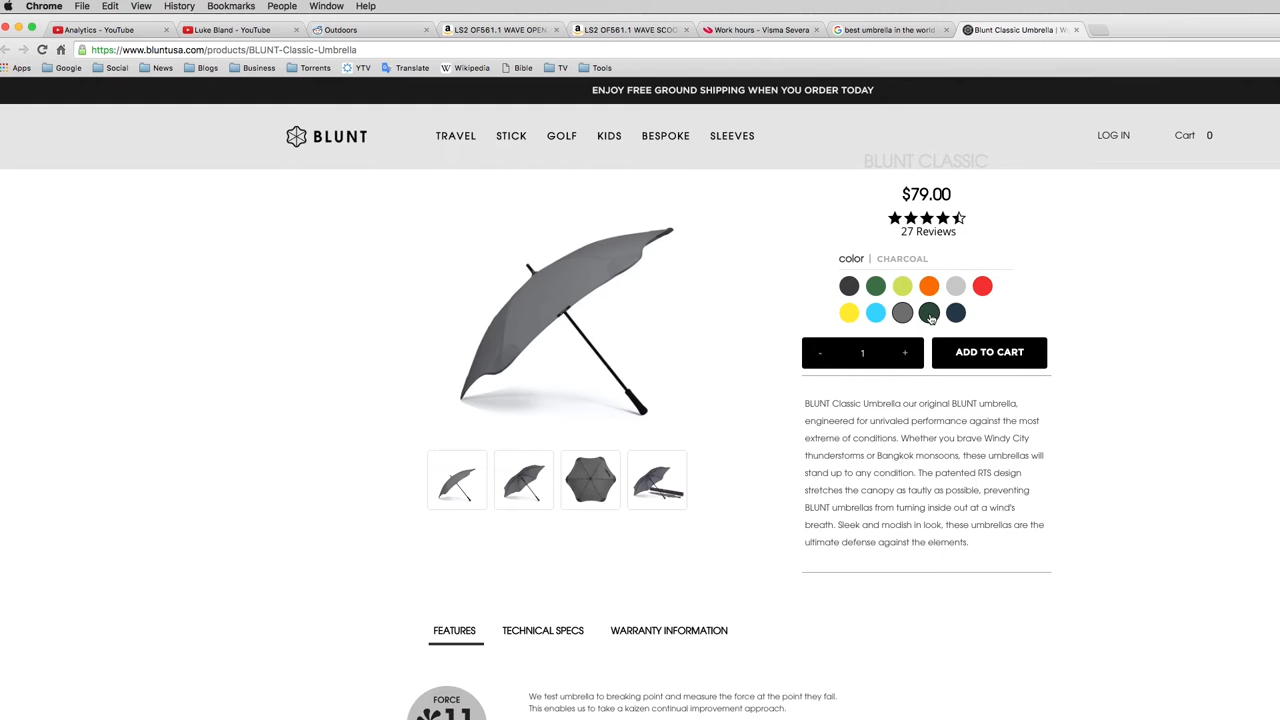 Chrome File Edit View History Bookmarks People Window Help
Analytics - YouTube
Luke Bland - YouTube
Outdoors
LS2 OF561.1 WAVE OPEN
LS2 OF561.1 WAVE SCOO
Work hours - Visma Severa
best umbrella in the world
Blunt Classic Umbrella | W
https://www.bluntusa.com/products/BLUNT-Classic-Umbrella
Apps Google Social News Blogs Business Torrents YTV Translate Wikipedia Bible TV Tools
ENJOY FREE GROUND SHIPPING WHEN YOU ORDER TODAY
BLUNT TRAVEL STICK GOLF KIDS BESPOKE SLEEVES LOG IN Cart 0
BLUNT CLASSIC
$79.00
27 Reviews
color | CHARCOAL
- 1 + ADD TO CART
BLUNT Classic Umbrella our original BLUNT umbrella,
engineered for unrivaled performance against the most
extreme of conditions. Whether you brave Windy City
thunderstorms or Bangkok monsoons, these umbrellas will
stand up to any condition. The patented RTS design
stretches the canopy as tautly as possible, preventing
BLUNT umbrellas from turning inside out at a wind's
breath. Sleek and modish in look, these umbrellas are the
ultimate defense against the elements.
FEATURES TECHNICAL SPECS WARRANTY INFORMATION
FORCE
11
We test umbrella to breaking point and measure the force at the point they fail.
This enables us to take a kaizen continual improvement approach.